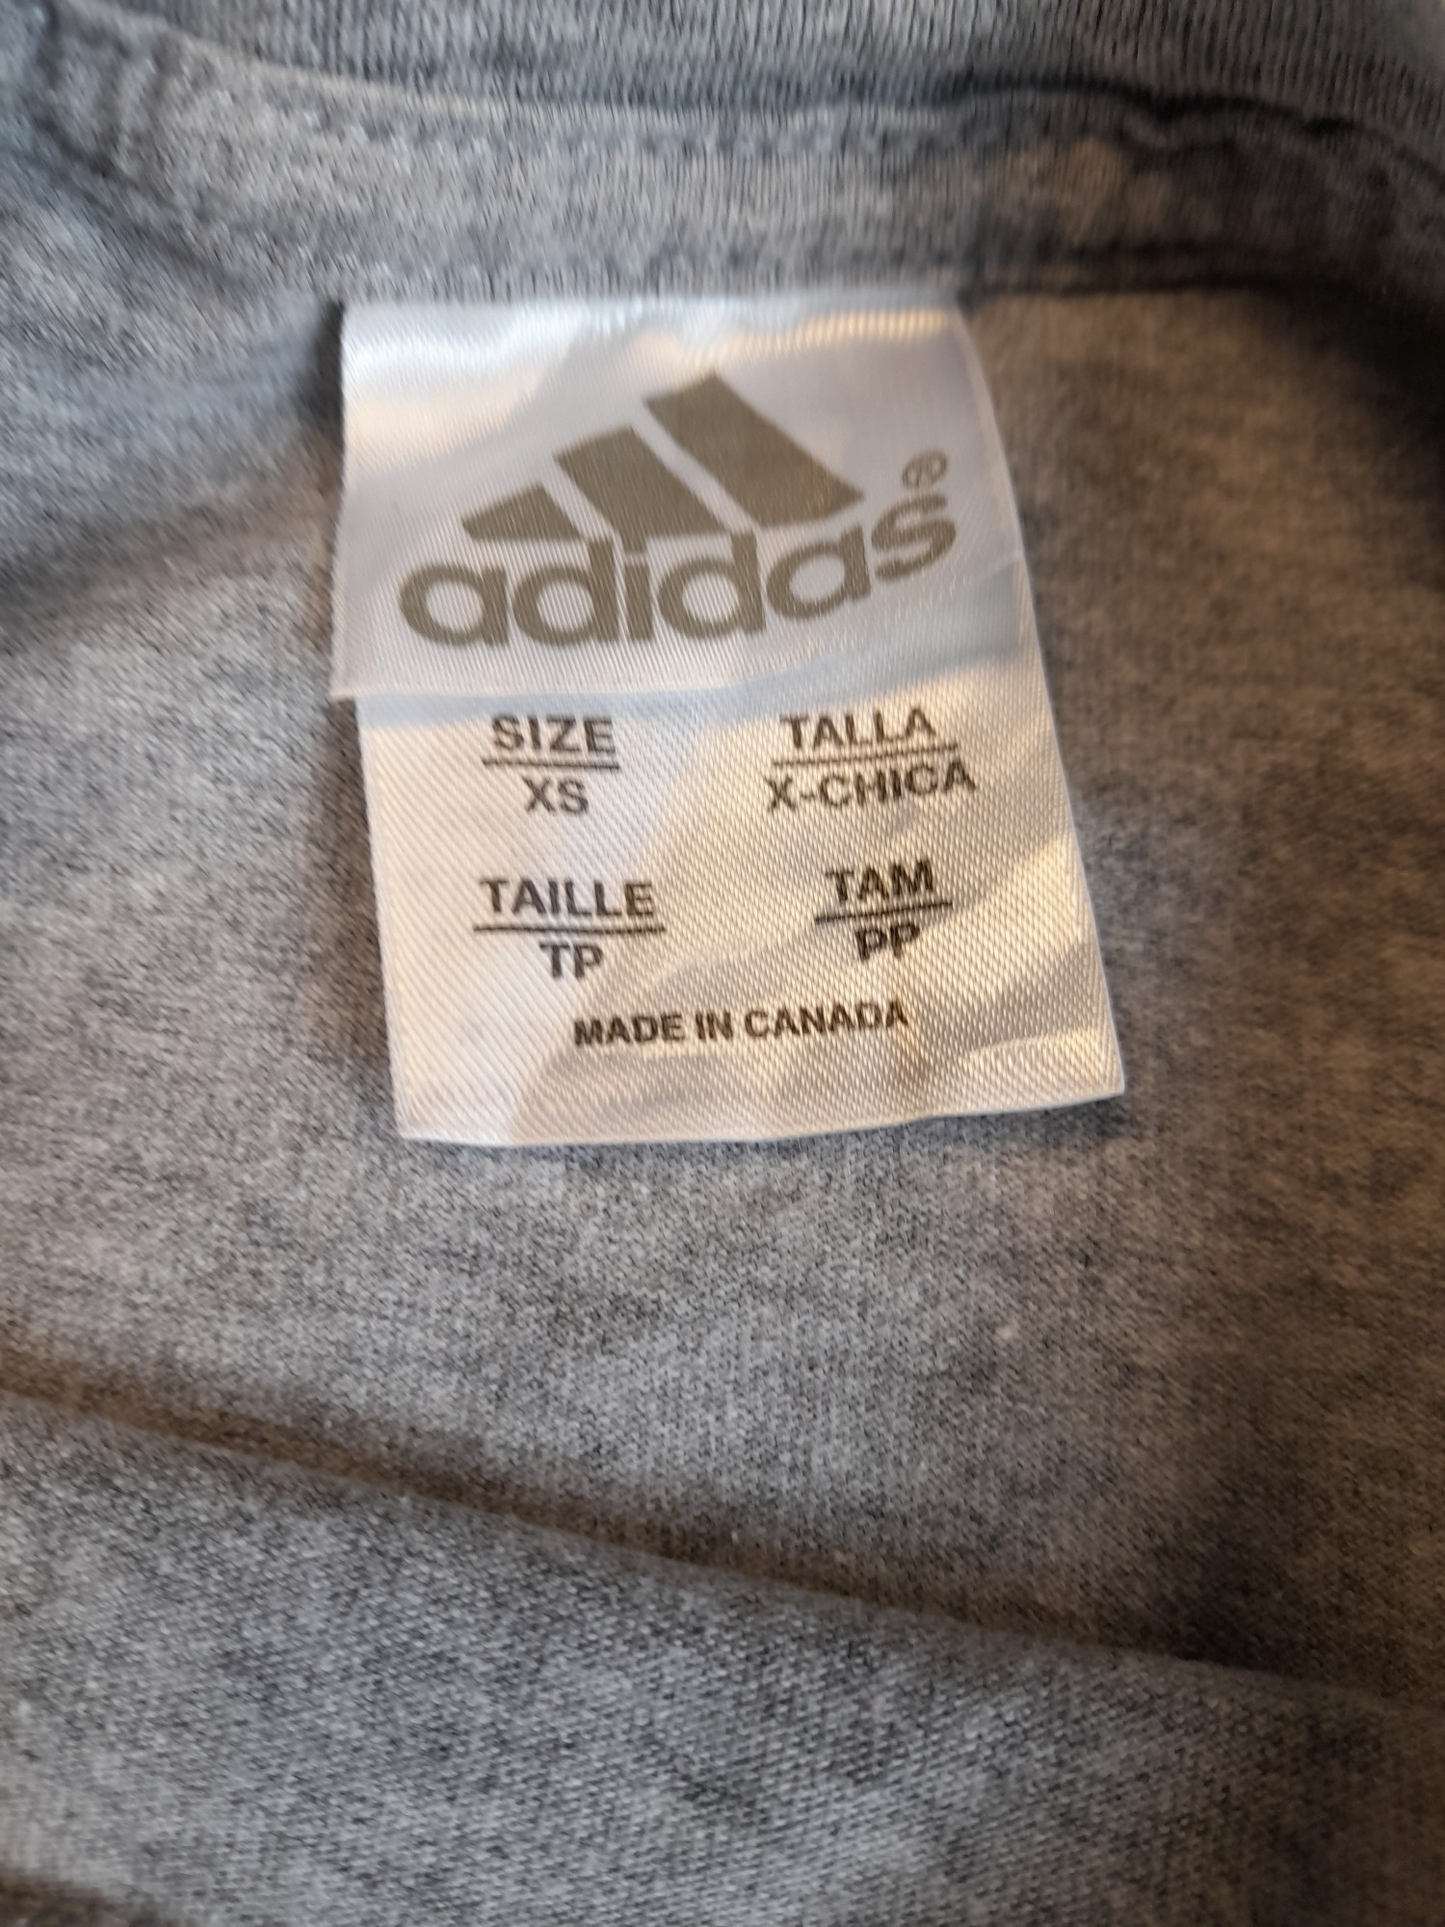 adidas®
SIZE TALLA
XS X-CHICA
TAILLE TAM
TP PP
MADE IN CANADA